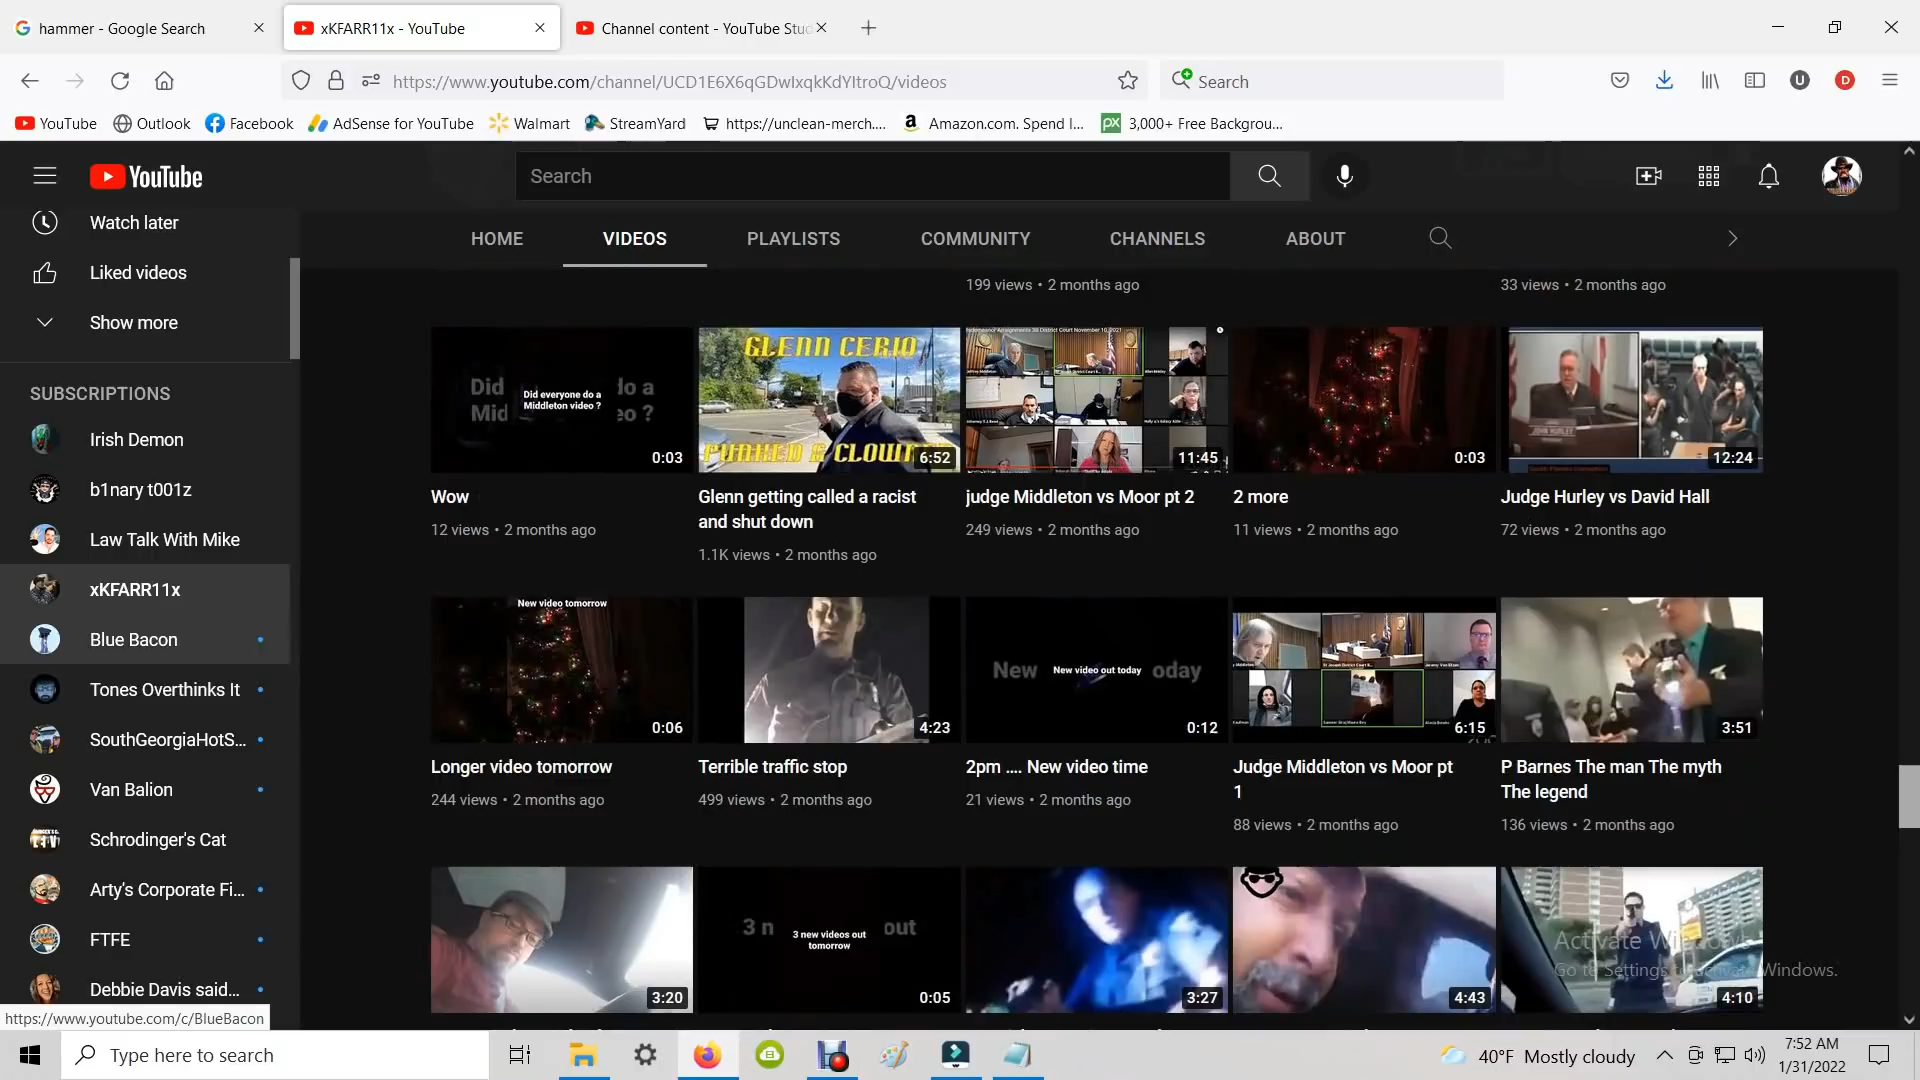 hammer - Google Search
xKFARR11x - YouTube
Channel content - YouTube Stud
https://www.youtube.com/channel/UCD1E6X6qGDwIxqkKdYItroQ/videos
Search
YouTube
Outlook
Facebook
AdSense for YouTube
Walmart
StreamYard
https://unclean-merch....
Amazon.com. Spend l...
3,000+ Free Backgrou...
YouTube
Search
Watch later
Liked videos
Show more
SUBSCRIPTIONS
Irish Demon
b1nary t001z
Law Talk With Mike
xKFARR11x
Blue Bacon
Tones Overthinks It
SouthGeorgiaHotS...
Van Balion
Schrodinger's Cat
Arty's Corporate Fi...
FTFE
Debbie Davis said...
https://www.youtube.com/c/BlueBacon
HOME
VIDEOS
PLAYLISTS
COMMUNITY
CHANNELS
ABOUT
199 views • 2 months ago
33 views • 2 months ago
Did everyone do a
Middleton video ?
0:03
Wow
12 views • 2 months ago
GLENN CERIO
PUNKED & CLOWNED
6:52
Glenn getting called a racist
and shut down
1.1K views • 2 months ago
11:45
judge Middleton vs Moor pt 2
249 views • 2 months ago
0:03
2 more
11 views • 2 months ago
JOHN HURLEY
12:24
Judge Hurley vs David Hall
72 views • 2 months ago
New video tomorrow
0:06
Longer video tomorrow
244 views • 2 months ago
4:23
Terrible traffic stop
499 views • 2 months ago
New video out today
0:12
2pm .... New video time
21 views • 2 months ago
6:15
Judge Middleton vs Moor pt
1
88 views • 2 months ago
3:51
P Barnes The man The myth
The legend
136 views • 2 months ago
3:20
3 new videos out
tomorrow
0:05
3:27
4:43
4:10
Activate Windows
Go to Settings to activate Windows.
Type here to search
40°F Mostly cloudy
7:52 AM
1/31/2022